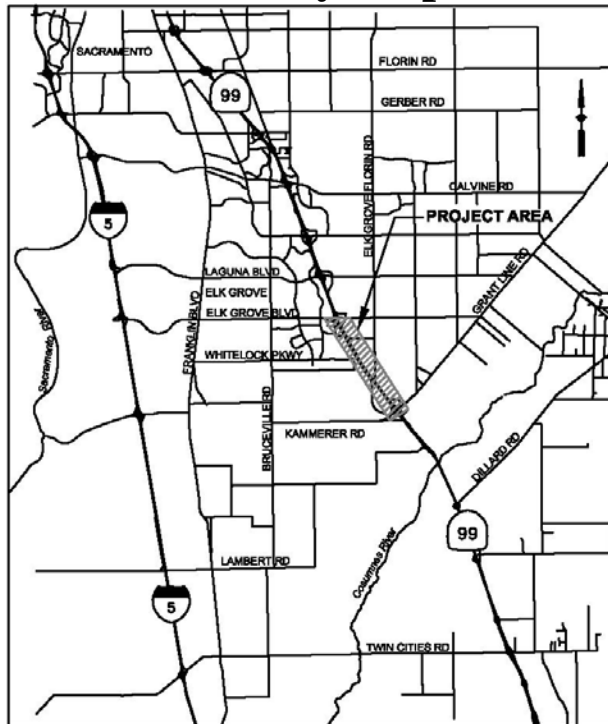 SACRAMENTO
FLORIN RD
99
GERBER RD
ELK GROVE FLORIN RD
CALVINE RD
5
PROJECT AREA
GRANT LINE RD
LAGUNA BLVD
Sacramento River
FRANKLIN BLVD
ELK GROVE
ELK GROVE BLVD
WHITELOCK PKWY
BRUCEVILLE RD
KAMMERER RD
DILLARD RD
99
Cosumnes River
LAMBERT RD
5
TWIN CITIES RD